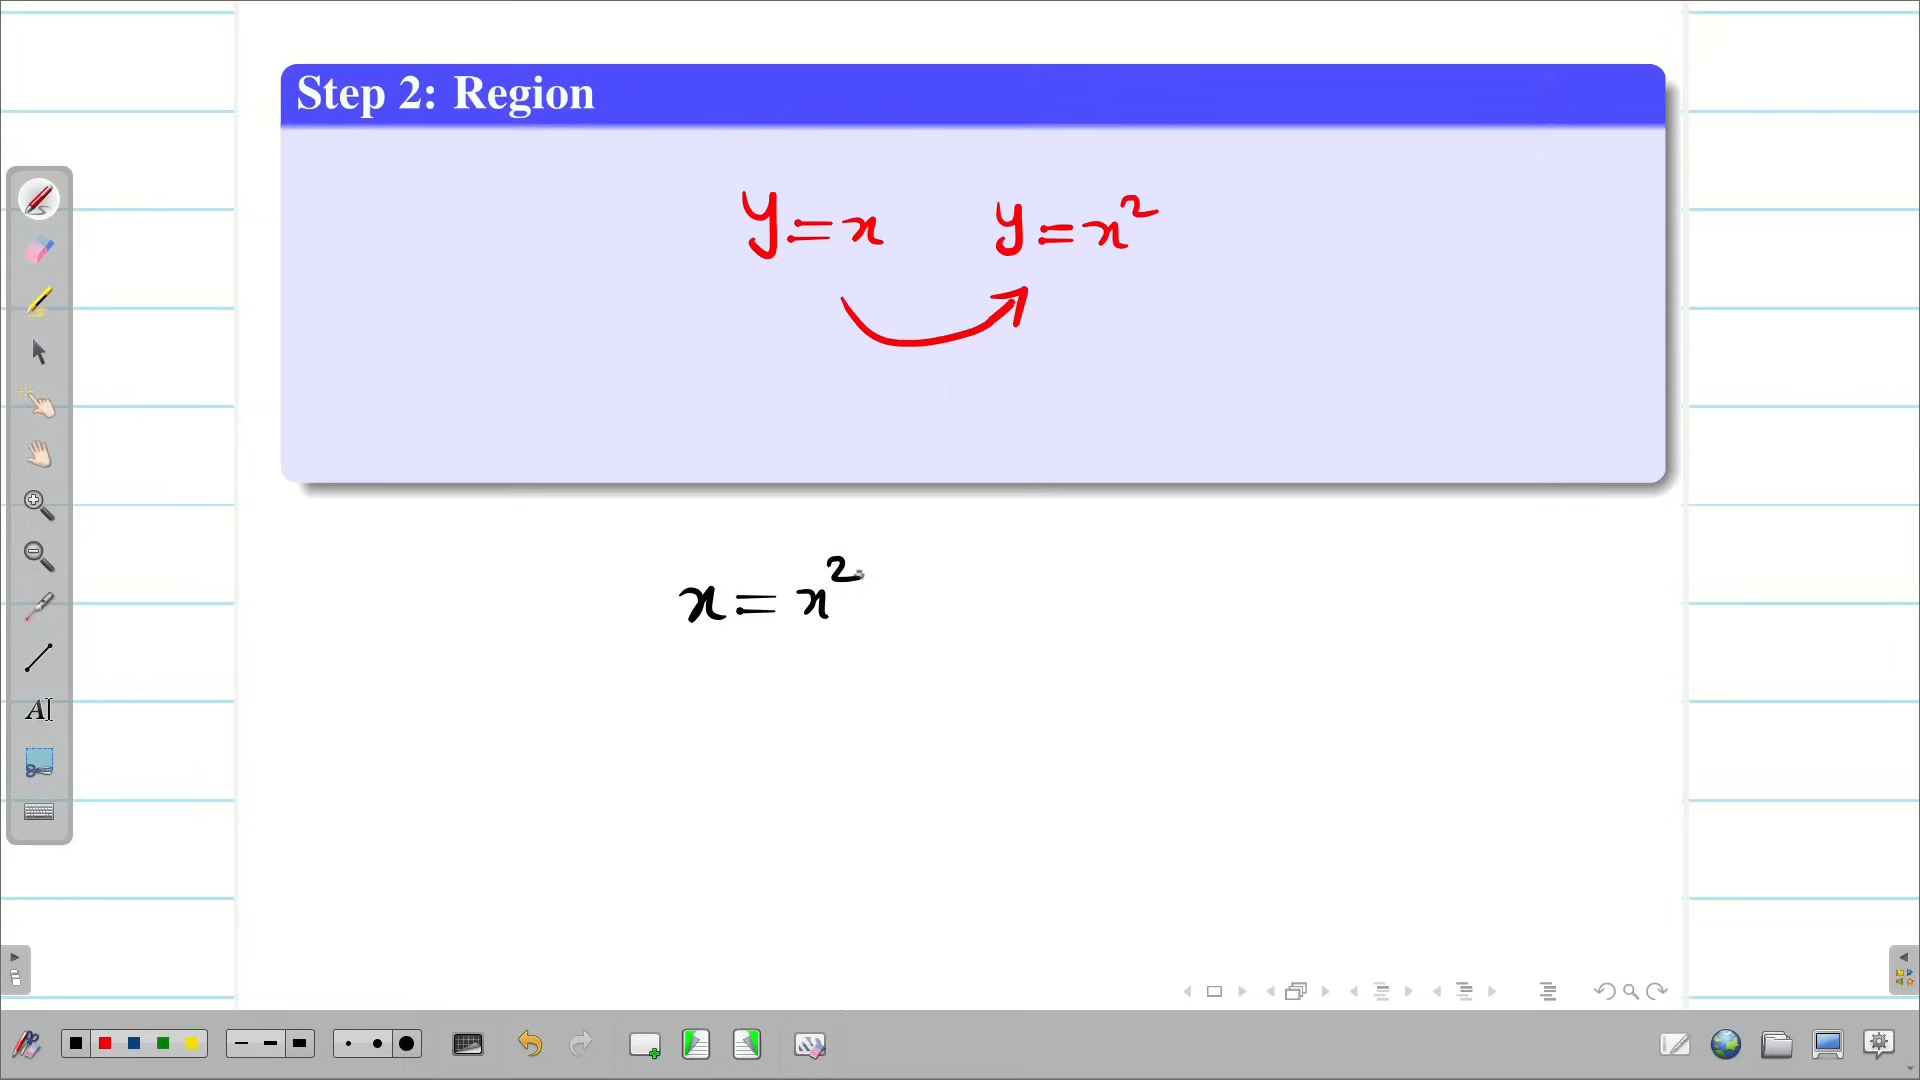 Step 2: Region
y = x    y = x²
x = x²